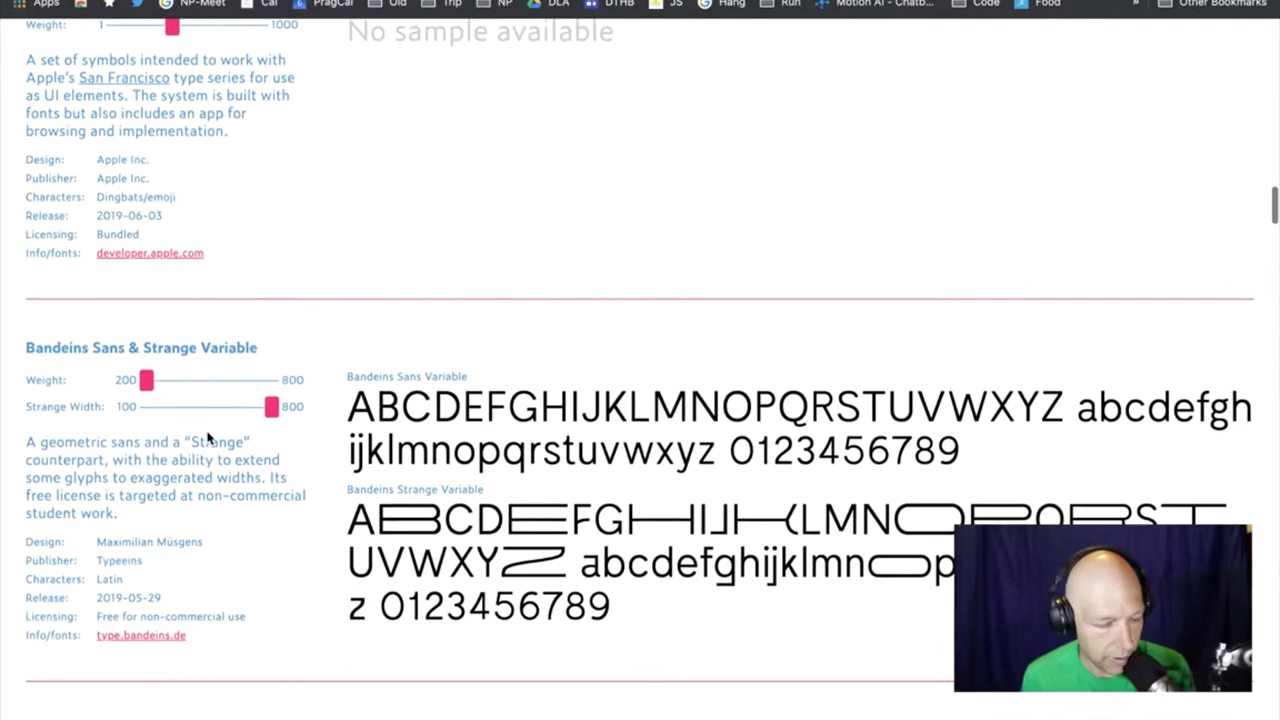 Apps
NP-Meet
Cal
PragCal
Old
Trip
NP
DLA
DTHB
JS
Hang
Run
Motion AI - Chatb...
Code
Food
»
Other Bookmarks
Weight: 1 1000
No sample available
A set of symbols intended to work with
Apple's San Francisco type series for use
as UI elements. The system is built with
fonts but also includes an app for
browsing and implementation.
Design: Apple Inc.
Publisher: Apple Inc.
Characters: Dingbats/emoji
Release: 2019-06-03
Licensing: Bundled
Info/fonts: developer.apple.com
Bandeins Sans & Strange Variable
Weight: 200 800
Strange Width: 100 800
A geometric sans and a “Strange”
counterpart, with the ability to extend
some glyphs to exaggerated widths. Its
free license is targeted at non-commercial
student work.
Design: Maximilian Müsgens
Publisher: Typeeins
Characters: Latin
Release: 2019-05-29
Licensing: Free for non-commercial use
Info/fonts: type.bandeins.de
Bandeins Sans Variable
ABCDEFGHIJKLMNOPQRSTUVWXYZ abcdefgh
ijklmnopqrstuvwxyz 0123456789
Bandeins Strange Variable
ABCDEFGHIJKLMNOPQRST
UVWXYZ abcdefghijklmnop
z 0123456789